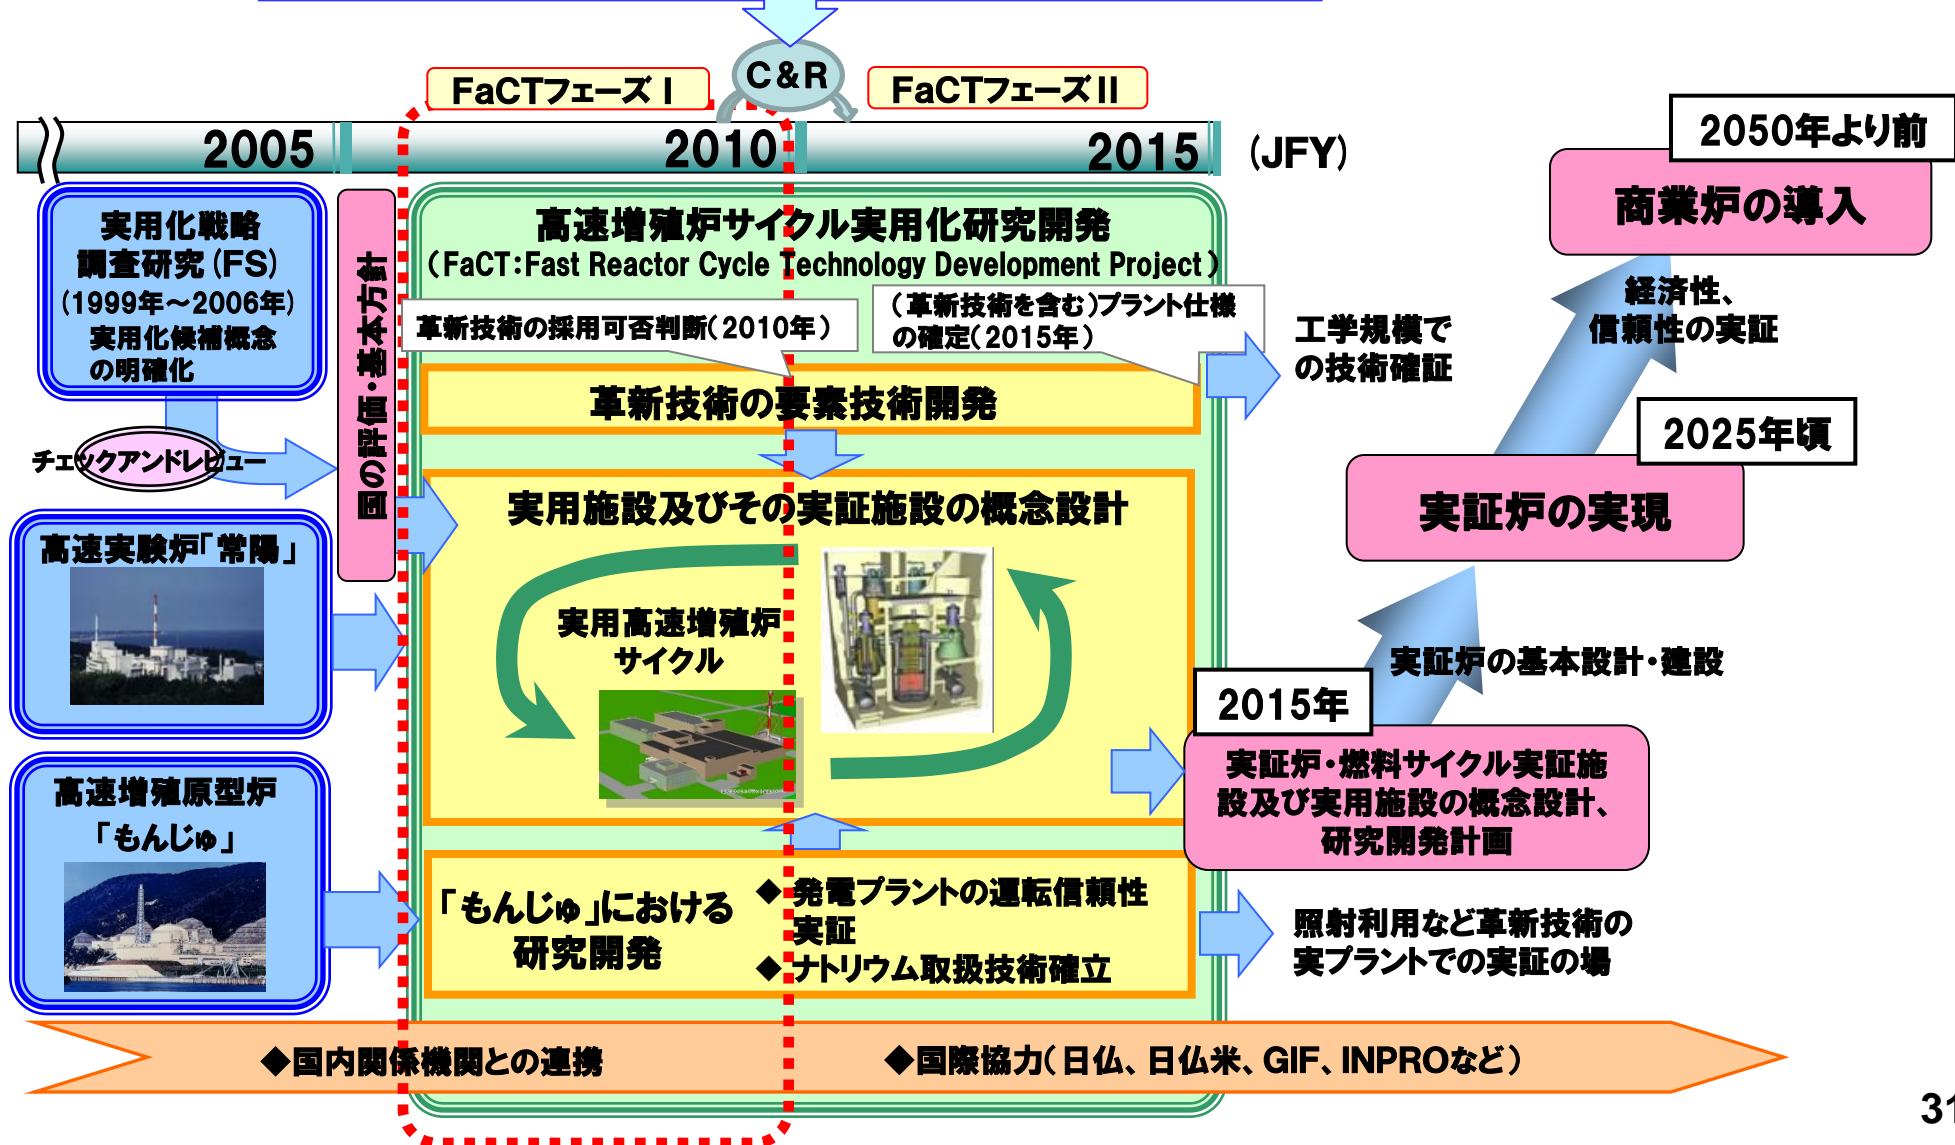 C&R
FaCTフェーズⅠ
FaCTフェーズⅡ
2005
2010
2015
(JFY)
2050年より前
商業炉の導入
経済性、
信頼性の実証
2025年頃
実証炉の実現
実証炉の基本設計・建設
2015年
実証炉・燃料サイクル実証施
設及び実用施設の概念設計、
研究開発計画
実用化戦略
調査研究(FS)
(1999年～2006年)
実用化候補概念
の明確化
チェックアンドレビュー
国の評価・基本方針
高速実験炉「常陽」
高速増殖原型炉
「もんじゅ」
高速増殖炉サイクル実用化研究開発
(FaCT:Fast Reactor Cycle Technology Development Project)
革新技術の採用可否判断(2010年)
(革新技術を含む)プラント仕様
の確定(2015年)
工学規模で
の技術確証
革新技術の要素技術開発
実用施設及びその実証施設の概念設計
実用高速増殖炉
サイクル
「もんじゅ」における
研究開発
◆発電プラントの運転信頼性
実証
◆ナトリウム取扱技術確立
照射利用など革新技術の
実プラントでの実証の場
◆国内関係機関との連携
◆国際協力(日仏、日仏米、GIF、INPROなど)
31